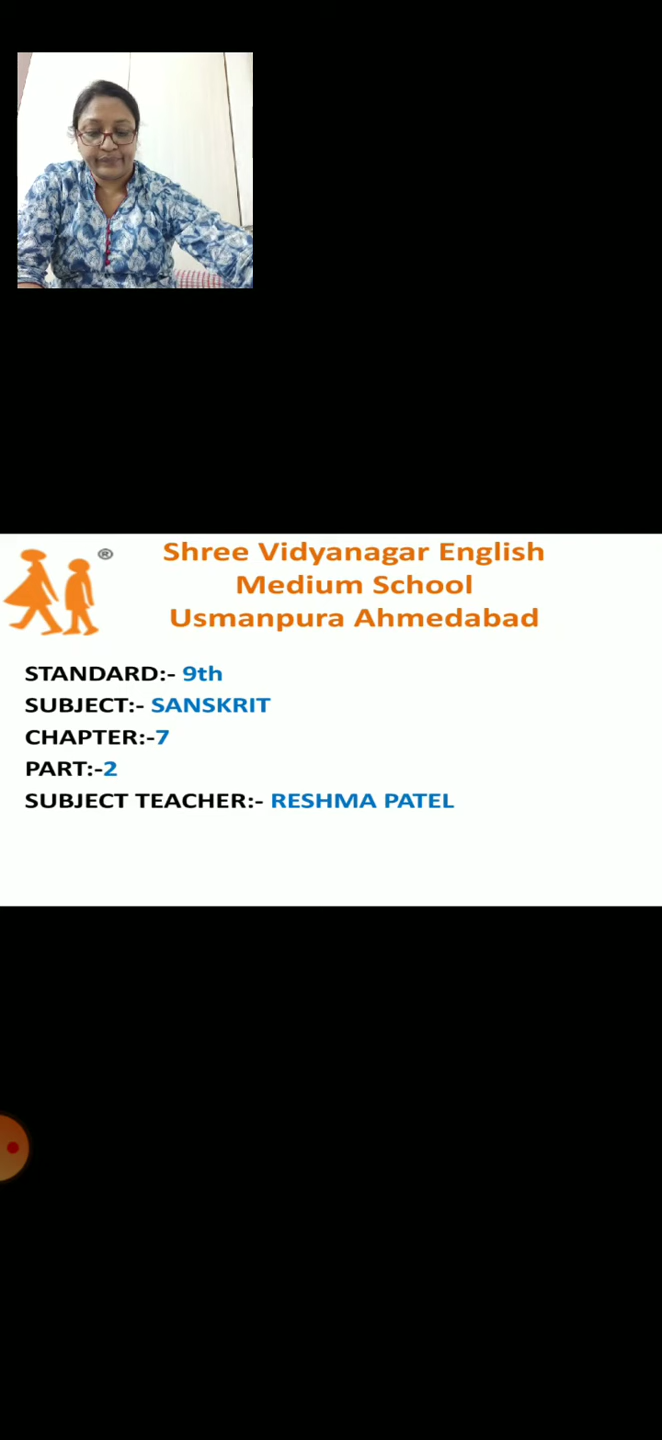 ®
Shree Vidyanagar English
Medium School
Usmanpura Ahmedabad
STANDARD:- 9th
SUBJECT:- SANSKRIT
CHAPTER:-7
PART:-2
SUBJECT TEACHER:- RESHMA PATEL